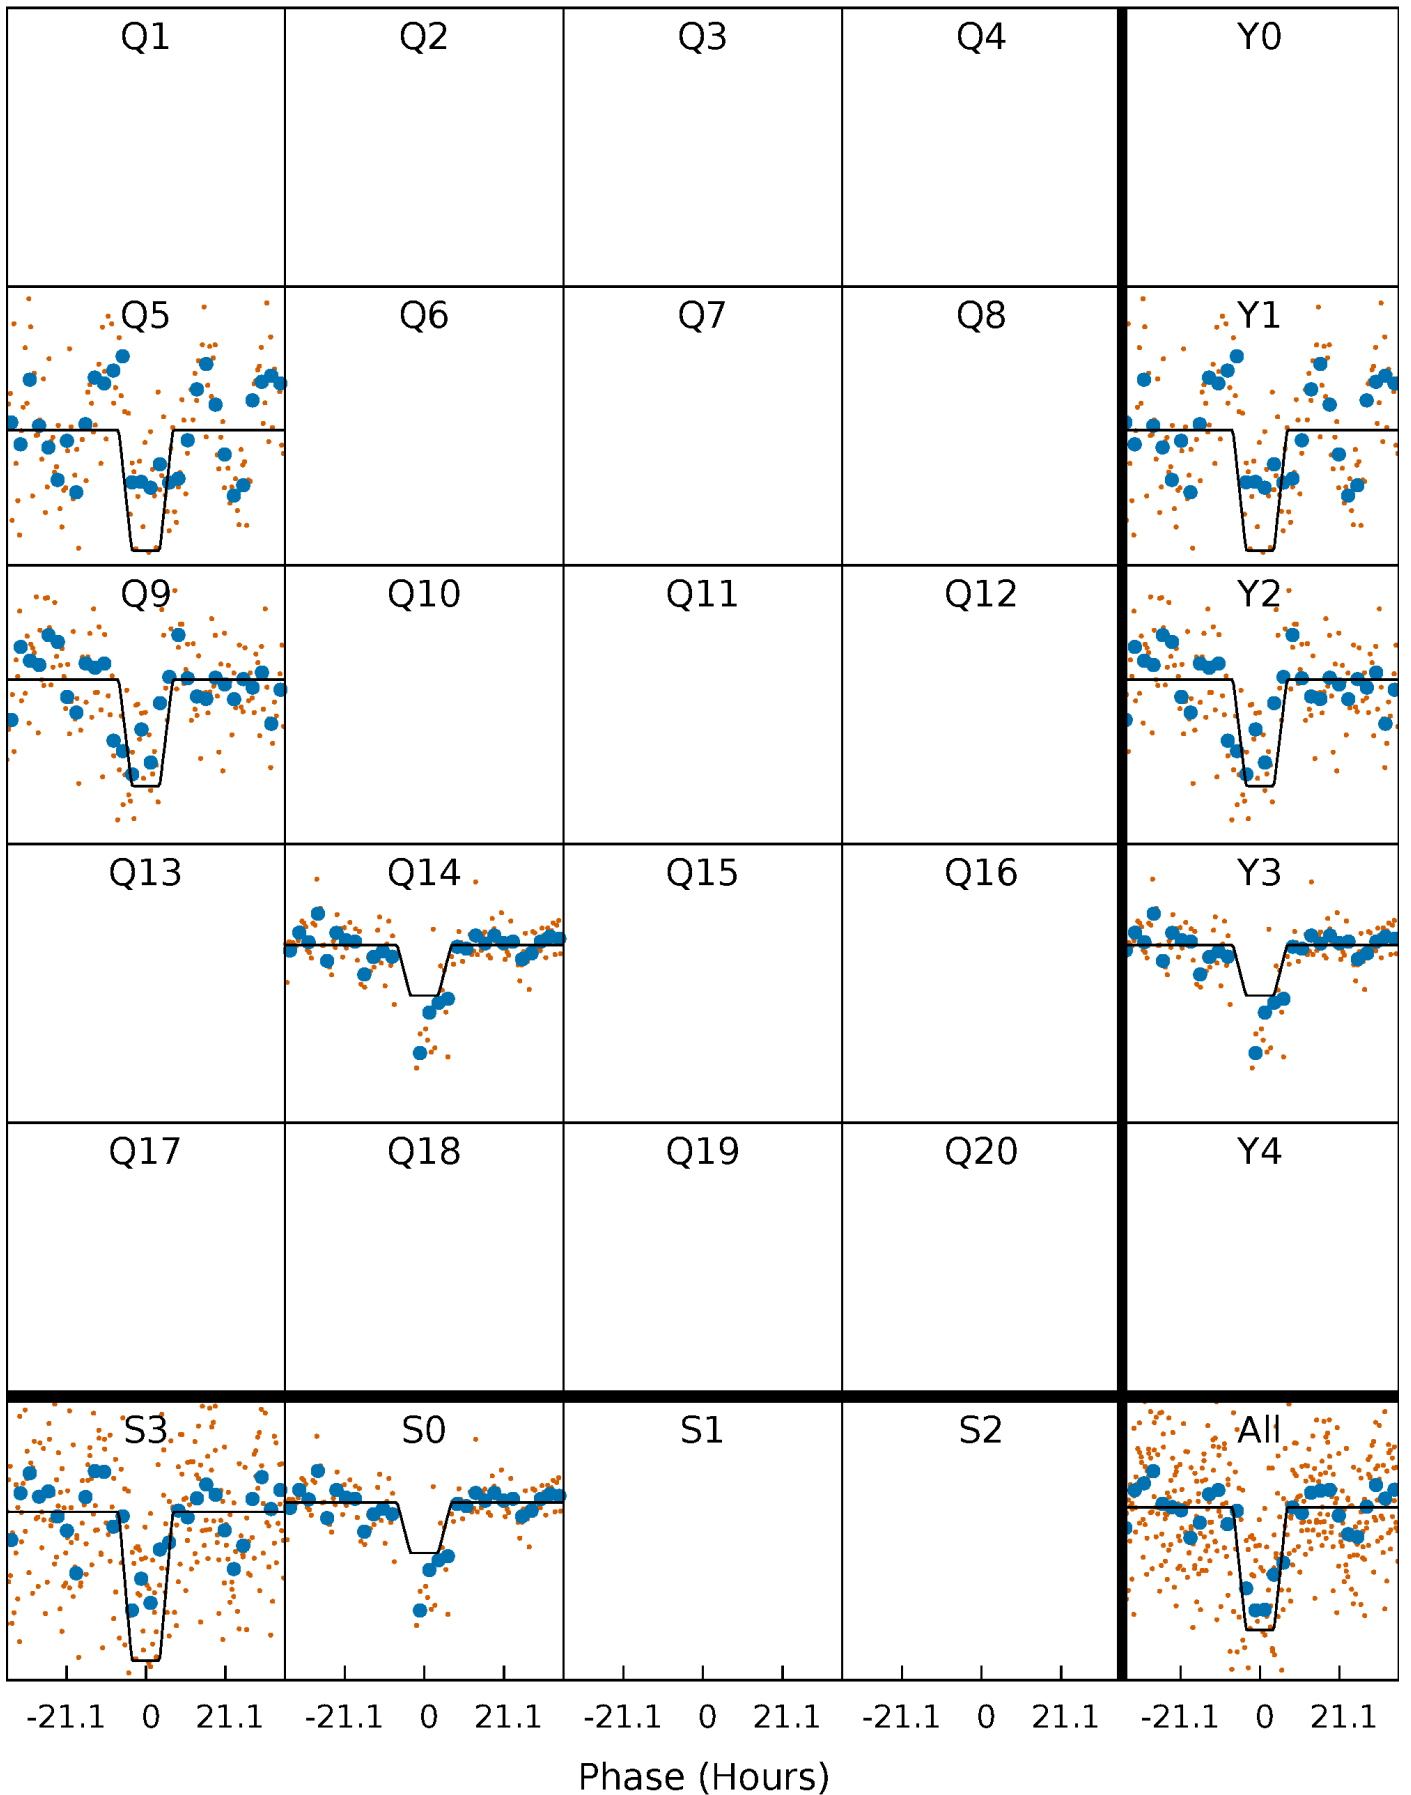 Q1 Q2 Q3 Q4 Y0
Q5 Q6 Q7 Q8 Y1
Q9 Q10 Q11 Q12 Y2
Q13 Q14 Q15 Q16 Y3
Q17 Q18 Q19 Q20 Y4
S3 S0 S1 S2 All
-21.1 0 21.1 -21.1 0 21.1 -21.1 0 21.1 -21.1 0 21.1 -21.1 0 21.1
Phase (Hours)